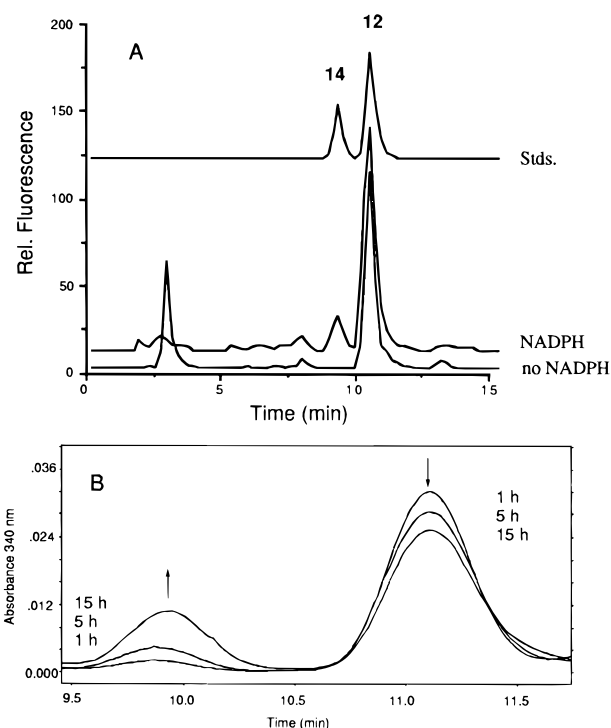 A
12
14
200
150
100
50
0
Rel. Fluorescence
Stds.
NADPH
no NADPH
0 5 10 15
Time (min)
B
.036
.024
.012
0.000
Absorbance 340 nm
1 h
5 h
15 h
15 h
5 h
1 h
9.5 10.0 10.5 11.0 11.5
Time (min)